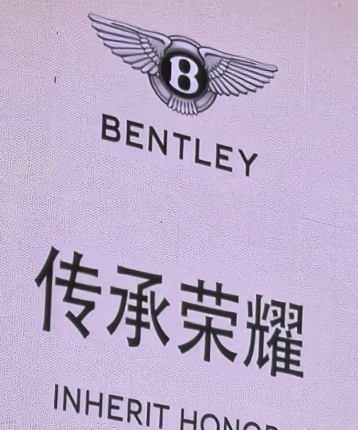 B
BENTLEY
传承荣耀
INHERIT HONOR